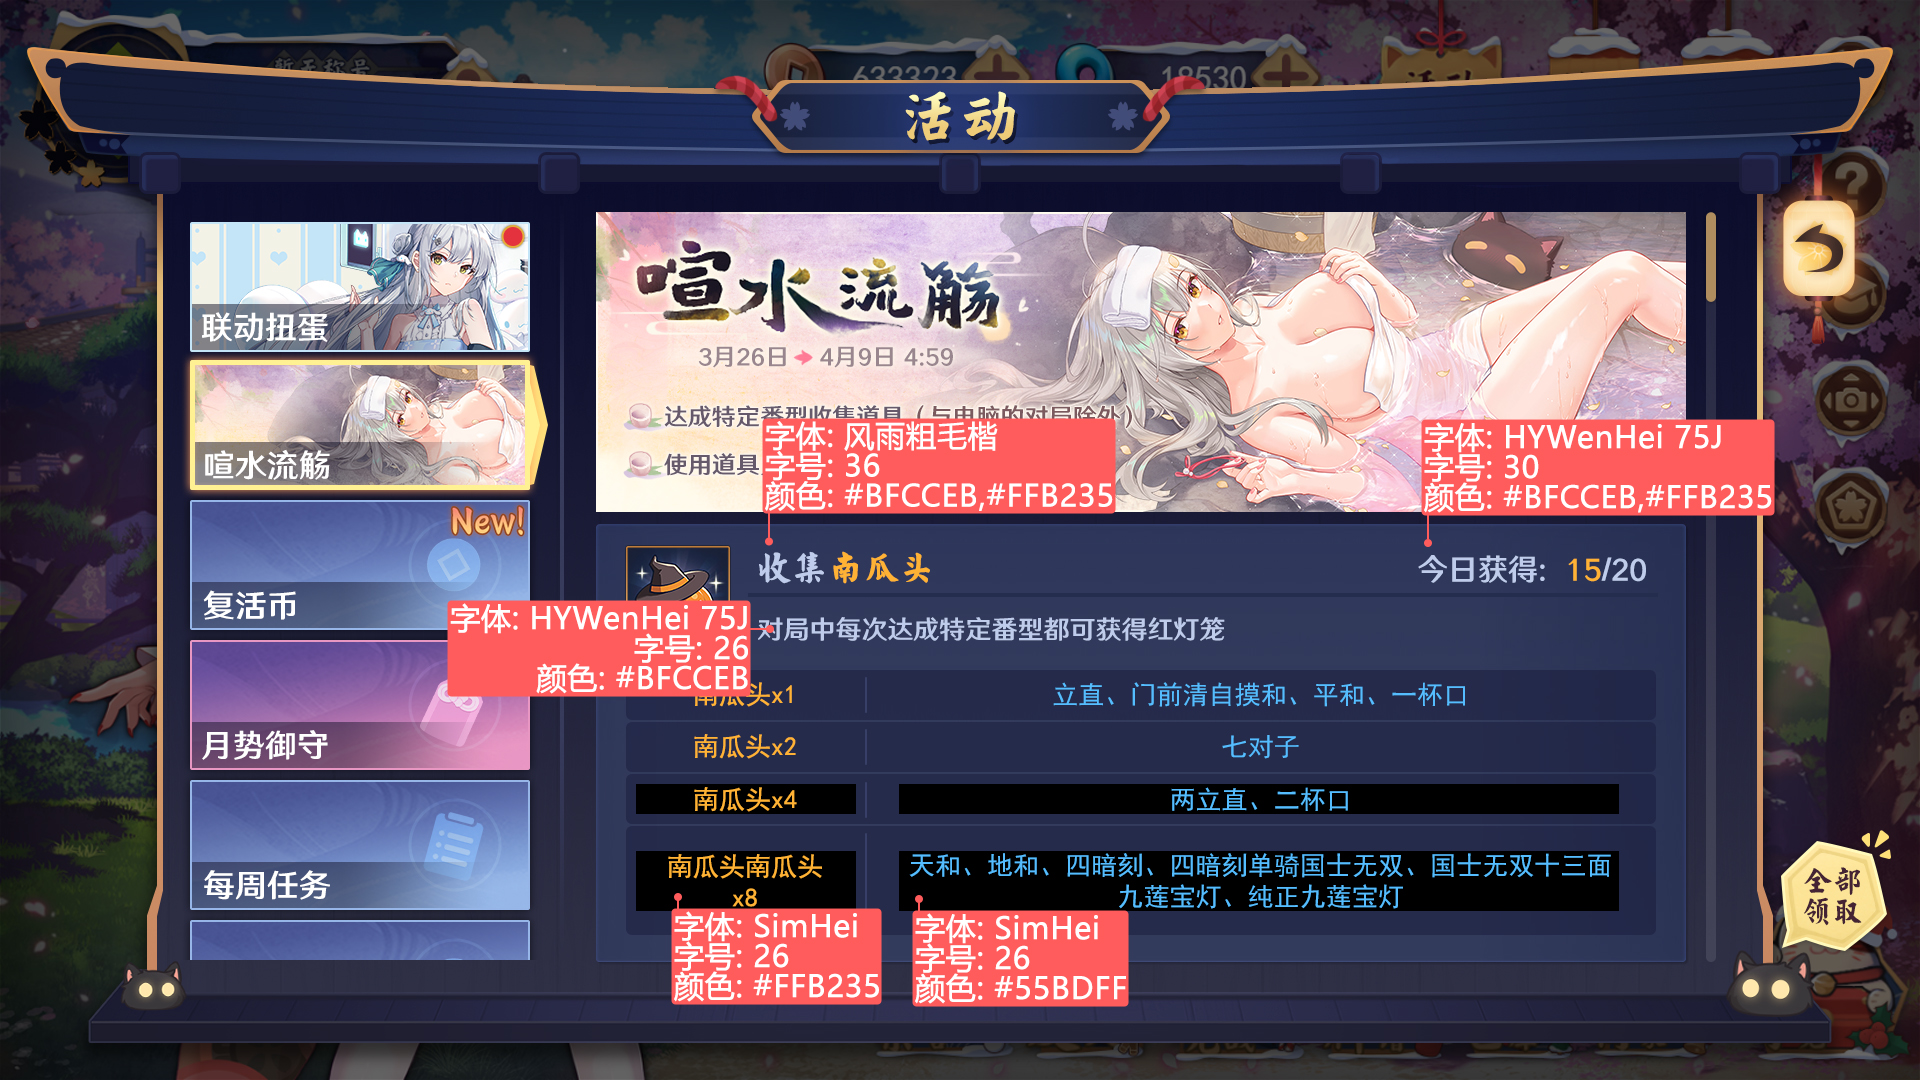 暂无称号
633323
18530
活动
活动
联动扭蛋
喧水流觞
New!
复活币
月势御守
每周任务
喧水流觞
3月26日 4月9日 4:59
达成特定番型收集道具（与电脑的对局除外）
使用道具
字体: 风雨粗毛楷
字号: 36
颜色: #BFCCEB,#FFB235
字体: HYWenHei 75J
字号: 30
颜色: #BFCCEB,#FFB235
收集南瓜头
今日获得: 15/20
字体: HYWenHei 75J
字号: 26
颜色: #BFCCEB
对局中每次达成特定番型都可获得红灯笼
南瓜头x1
立直、门前清自摸和、平和、一杯口
南瓜头x2
七对子
南瓜头x4
两立直、二杯口
南瓜头南瓜头
x8
天和、地和、四暗刻、四暗刻单骑国士无双、国士无双十三面
九莲宝灯、纯正九莲宝灯
字体: SimHei
字号: 26
颜色: #FFB235
字体: SimHei
字号: 26
颜色: #55BDFF
全部
领取